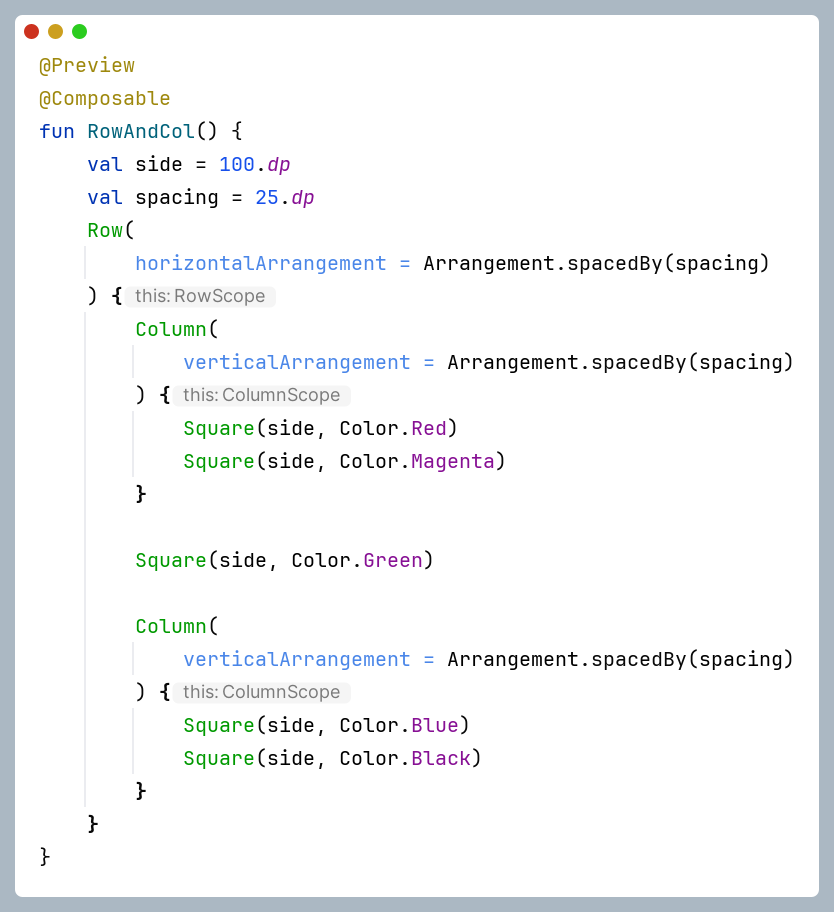 @Preview
@Composable
fun RowAndCol() {
    val side = 100.dp
    val spacing = 25.dp
    Row(
        horizontalArrangement = Arrangement.spacedBy(spacing)
    ) { this: RowScope
        Column(
            verticalArrangement = Arrangement.spacedBy(spacing)
        ) { this: ColumnScope
            Square(side, Color.Red)
            Square(side, Color.Magenta)
        }

        Square(side, Color.Green)

        Column(
            verticalArrangement = Arrangement.spacedBy(spacing)
        ) { this: ColumnScope
            Square(side, Color.Blue)
            Square(side, Color.Black)
        }
    }
}